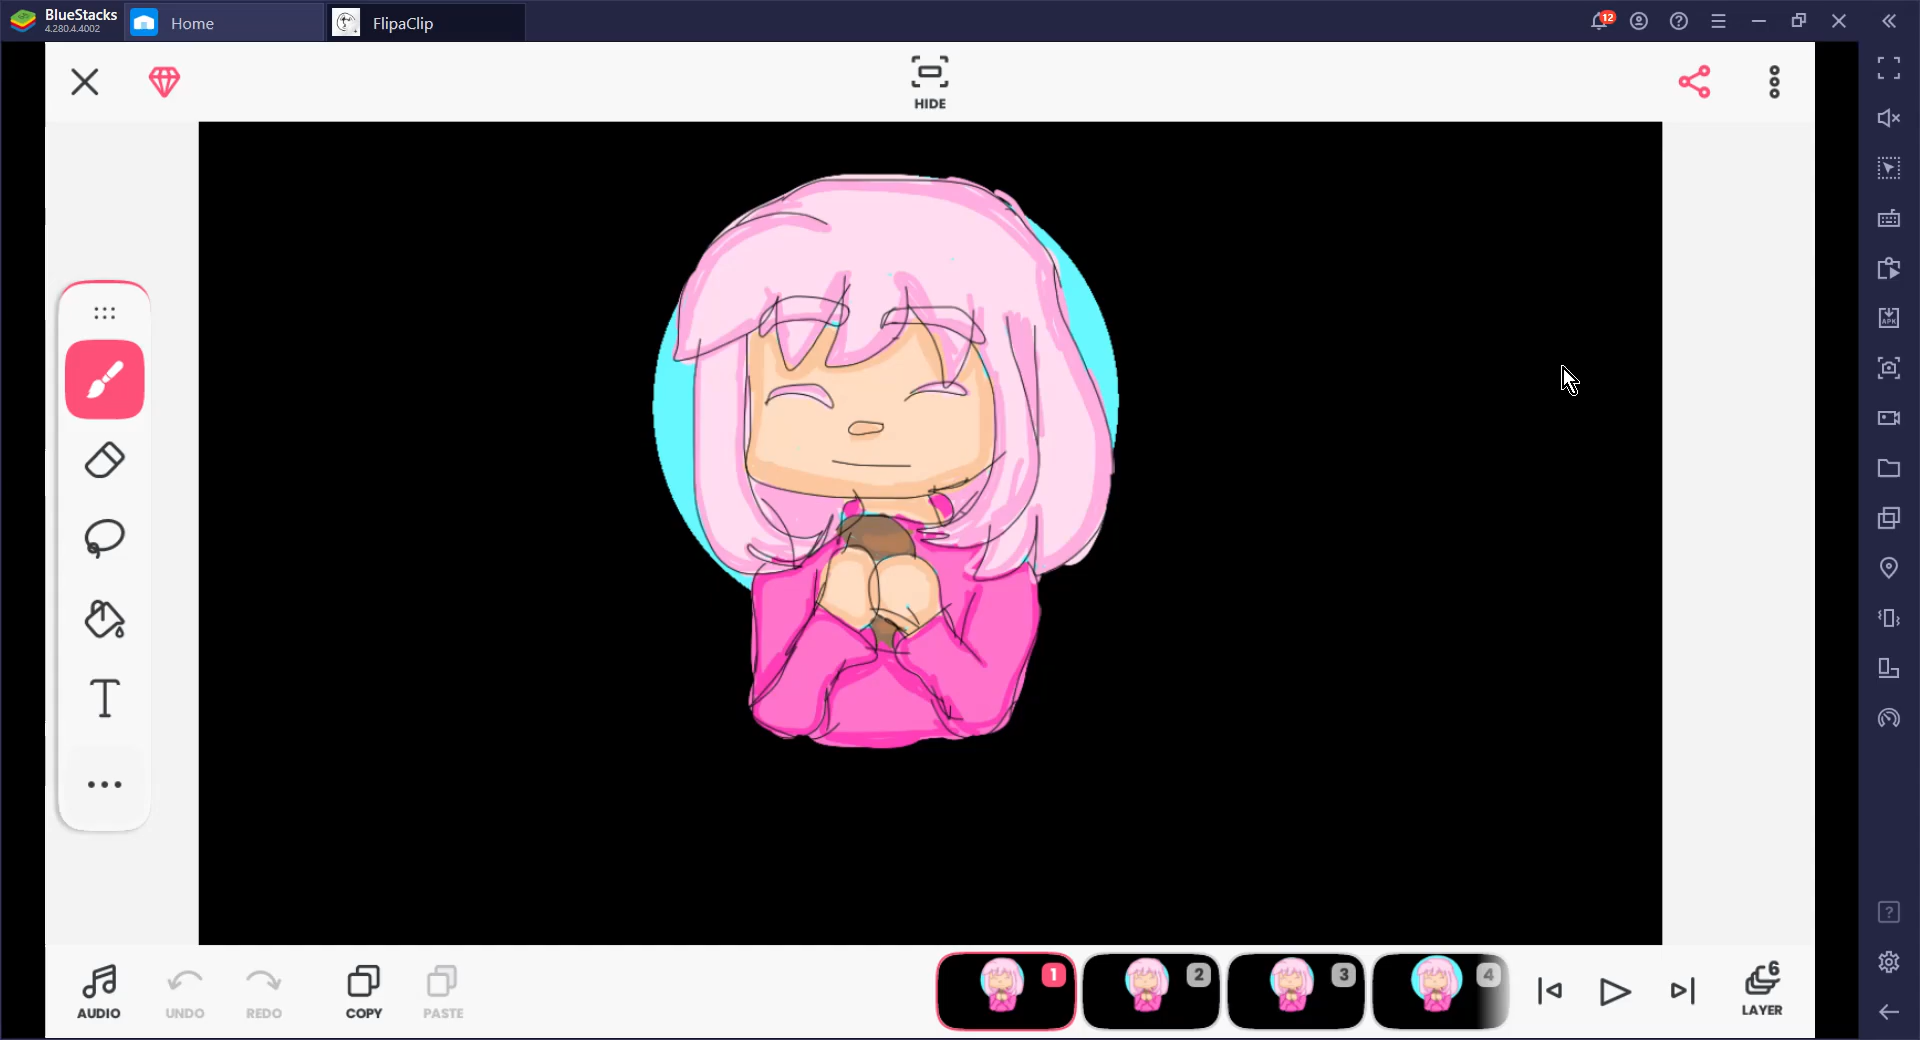 BlueStacks
4.280.4.4002
Home
FlipaClip
12
HIDE
APK
T
1
2
3
4
6
AUDIO
UNDO
REDO
COPY
PASTE
LAYER